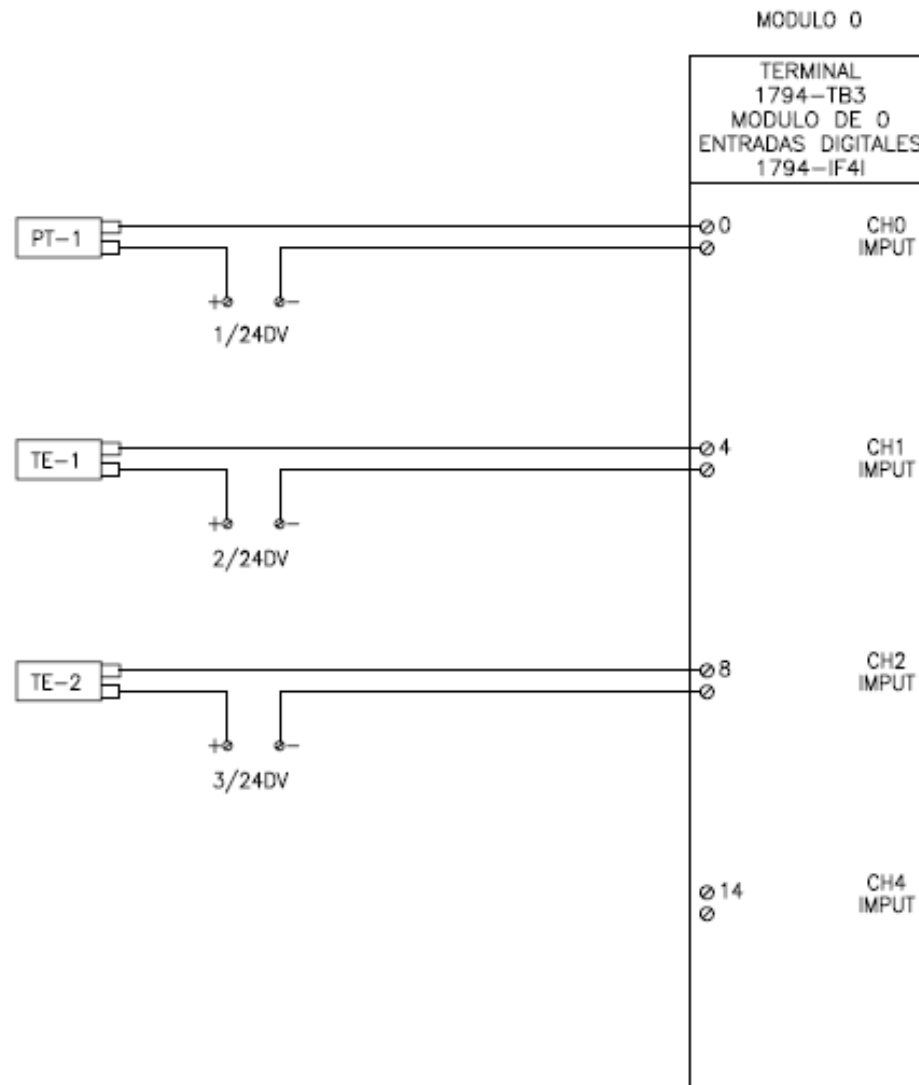 MODULO 0
TERMINAL
1794-TB3
MODULO DE 0
ENTRADAS DIGITALES
1794-IF4I
PT-1
0
CH0
IMPUT
+ -
1/24DV
TE-1
4
CH1
IMPUT
+ -
2/24DV
TE-2
8
CH2
IMPUT
+ -
3/24DV
14
CH4
IMPUT